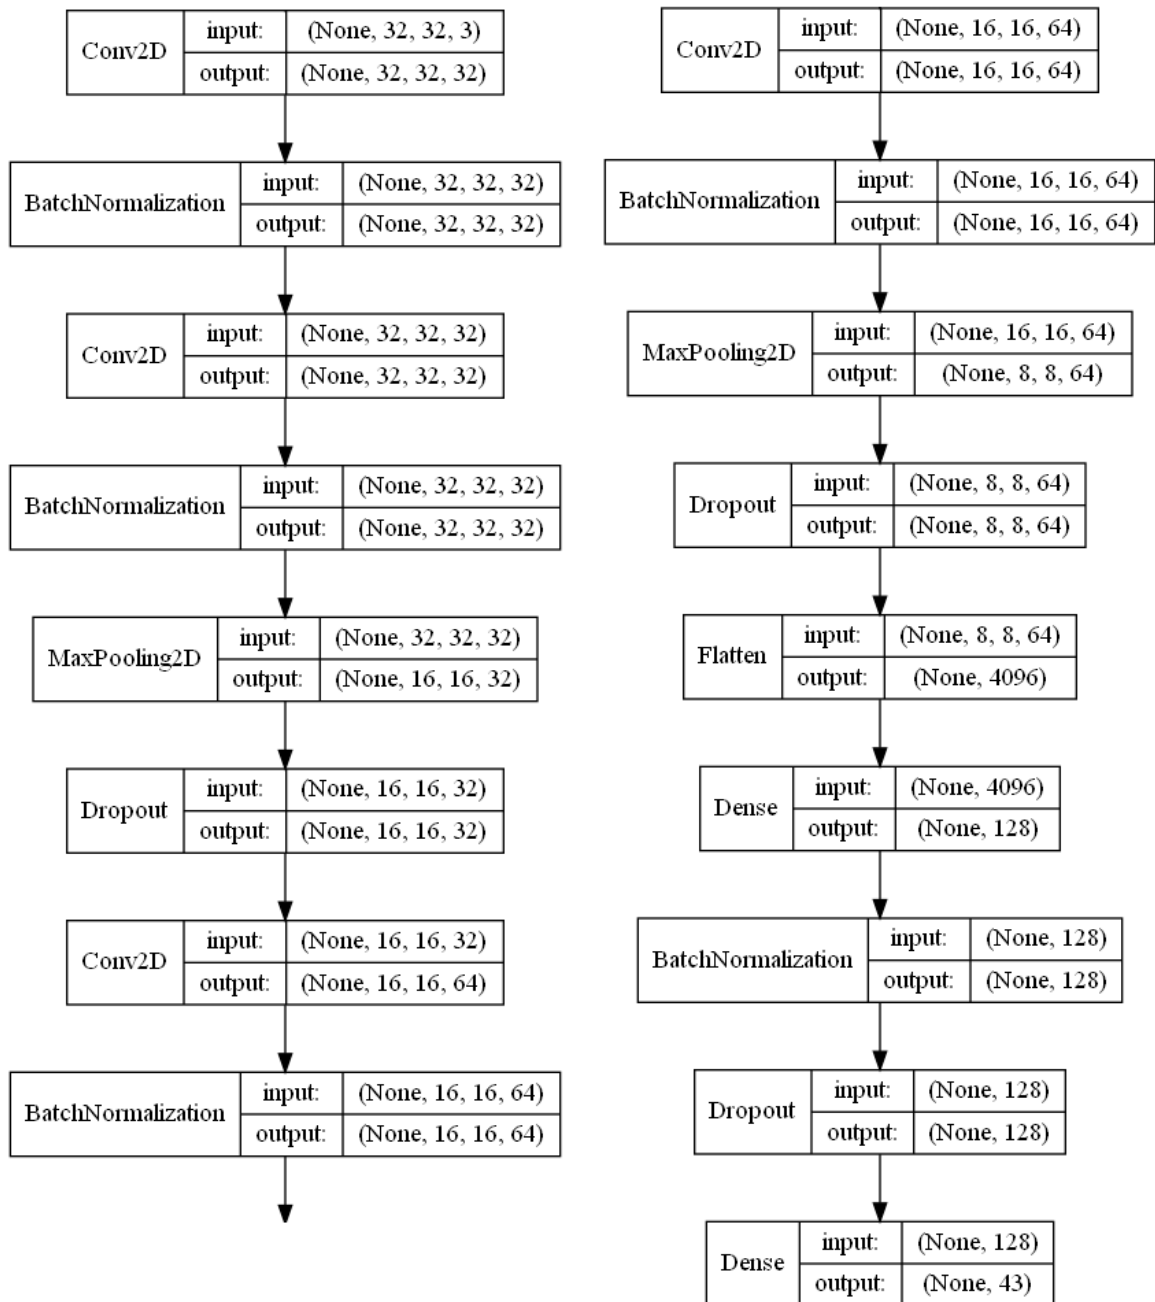 Conv2D
input: (None, 32, 32, 3)
output: (None, 32, 32, 32)
BatchNormalization
input: (None, 32, 32, 32)
output: (None, 32, 32, 32)
Conv2D
input: (None, 32, 32, 32)
output: (None, 32, 32, 32)
BatchNormalization
input: (None, 32, 32, 32)
output: (None, 32, 32, 32)
MaxPooling2D
input: (None, 32, 32, 32)
output: (None, 16, 16, 32)
Dropout
input: (None, 16, 16, 32)
output: (None, 16, 16, 32)
Conv2D
input: (None, 16, 16, 32)
output: (None, 16, 16, 64)
BatchNormalization
input: (None, 16, 16, 64)
output: (None, 16, 16, 64)
Conv2D
input: (None, 16, 16, 64)
output: (None, 16, 16, 64)
BatchNormalization
input: (None, 16, 16, 64)
output: (None, 16, 16, 64)
MaxPooling2D
input: (None, 16, 16, 64)
output: (None, 8, 8, 64)
Dropout
input: (None, 8, 8, 64)
output: (None, 8, 8, 64)
Flatten
input: (None, 8, 8, 64)
output: (None, 4096)
Dense
input: (None, 4096)
output: (None, 128)
BatchNormalization
input: (None, 128)
output: (None, 128)
Dropout
input: (None, 128)
output: (None, 128)
Dense
input: (None, 128)
output: (None, 43)